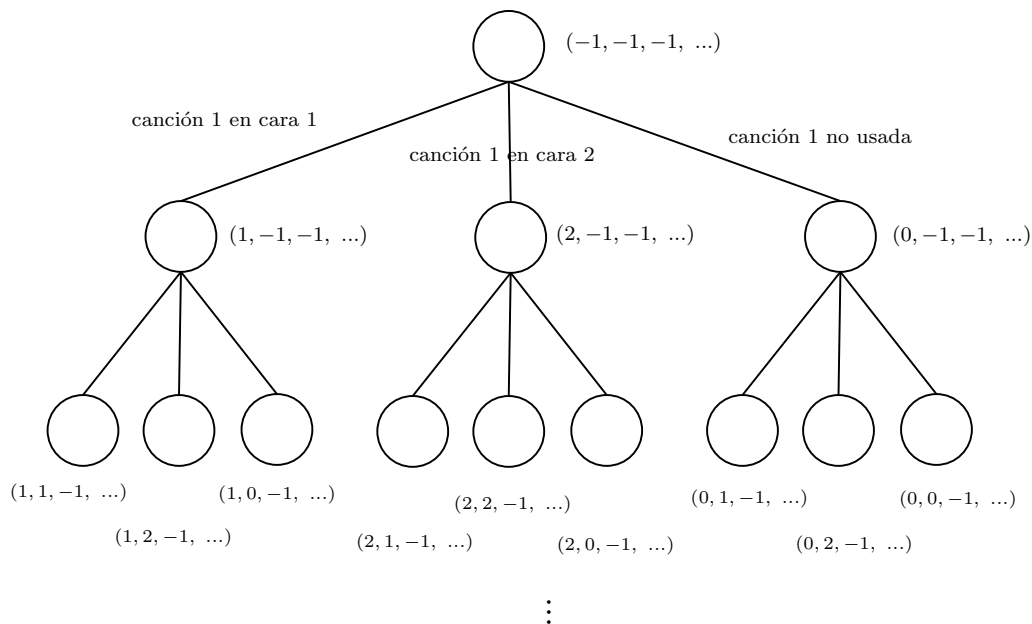 (−1, −1, −1, ...)
canción 1 en cara 1
canción 1 en cara 2
canción 1 no usada
(1, −1, −1, ...)
(2, −1, −1, ...)
(0, −1, −1, ...)
(1, 1, −1, ...)
(1, 2, −1, ...)
(1, 0, −1, ...)
(2, 1, −1, ...)
(2, 2, −1, ...)
(2, 0, −1, ...)
(0, 1, −1, ...)
(0, 2, −1, ...)
(0, 0, −1, ...)
⋮